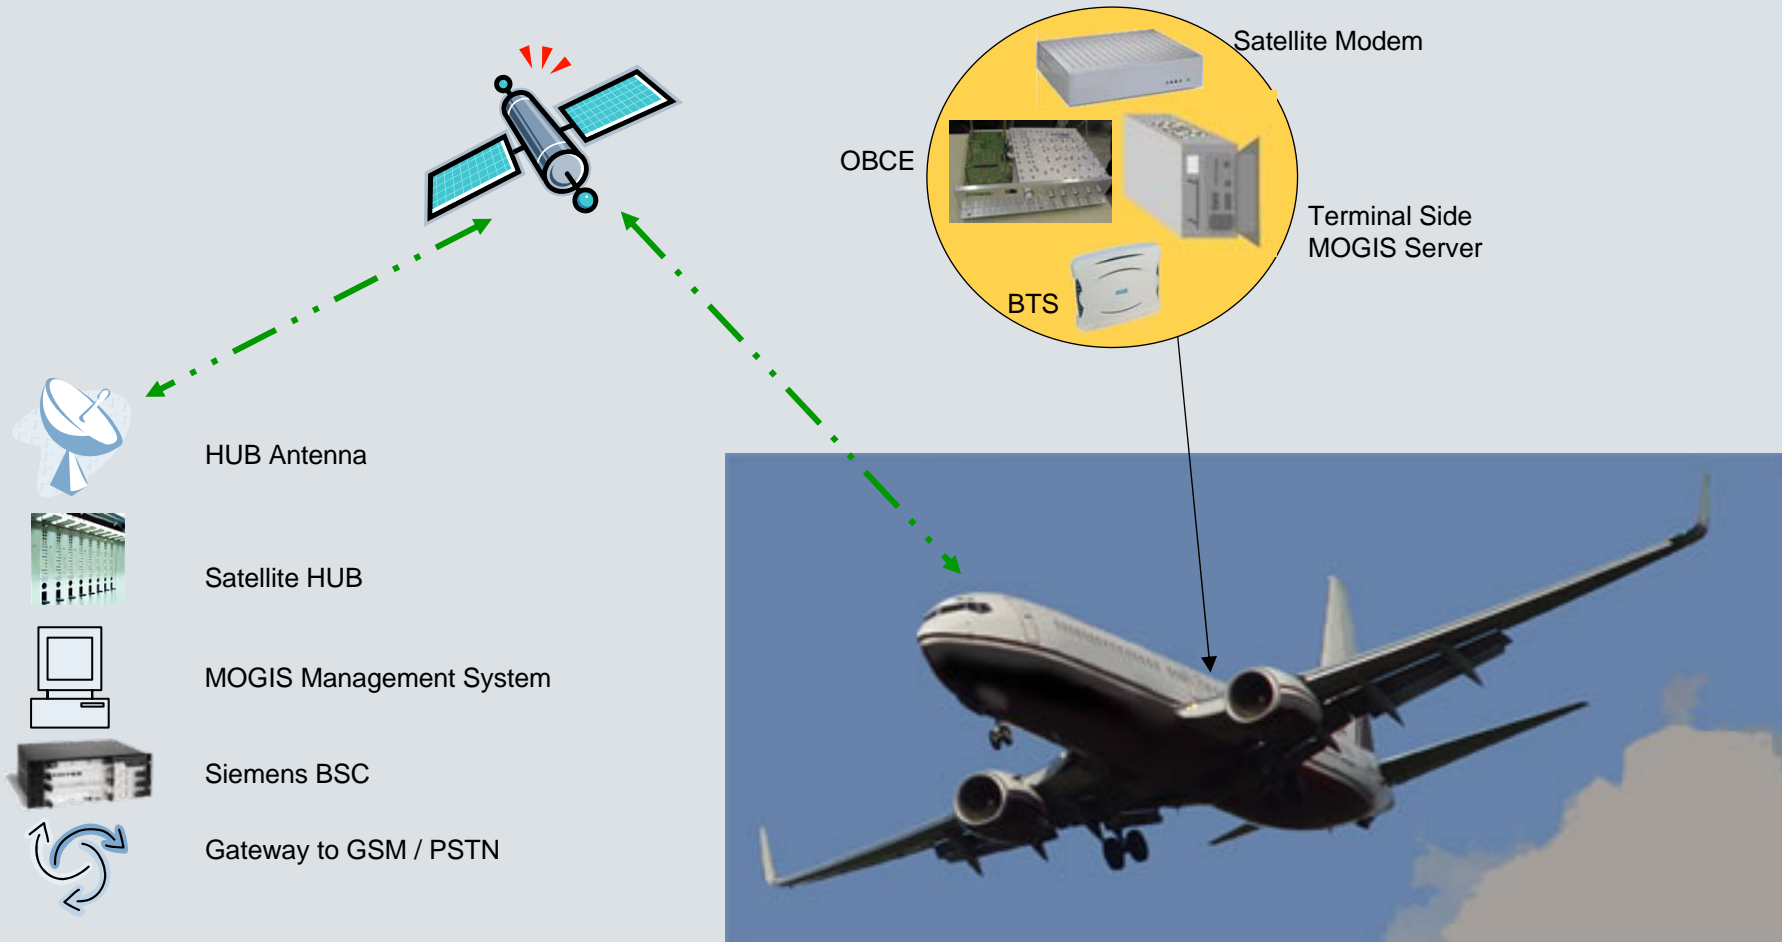 Satellite Modem
OBCE
Terminal Side
MOGIS Server
BTS
HUB Antenna
Satellite HUB
MOGIS Management System
Siemens BSC
Gateway to GSM / PSTN